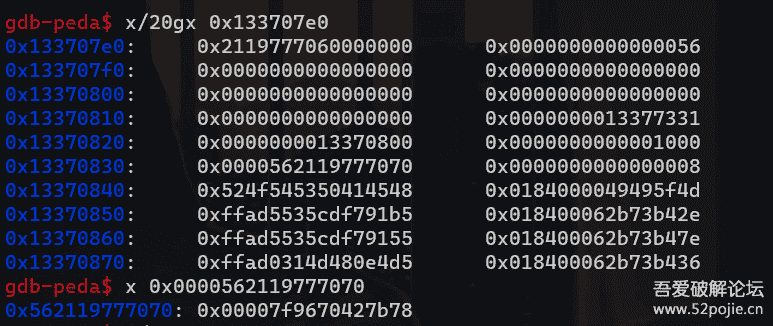 gdb-peda$ x/20gx 0x133707e0
0x133707e0: 0x2119777060000000 0x0000000000000056
0x133707f0: 0x0000000000000000 0x0000000000000000
0x13370800: 0x0000000000000000 0x0000000000000000
0x13370810: 0x0000000000000000 0x0000000013377331
0x13370820: 0x0000000013370800 0x0000000000001000
0x13370830: 0x0000562119777070 0x0000000000000008
0x13370840: 0x524f545350414548 0x0184000049495f4d
0x13370850: 0xffad5535cdf791b5 0x018400062b73b42e
0x13370860: 0xffad5535cdf79155 0x018400062b73b47e
0x13370870: 0xffad0314d480e4d5 0x018400062b73b436
gdb-peda$ x 0x0000562119777070
0x562119777070: 0x00007f9670427b78
吾爱破解论坛
www.52pojie.cn